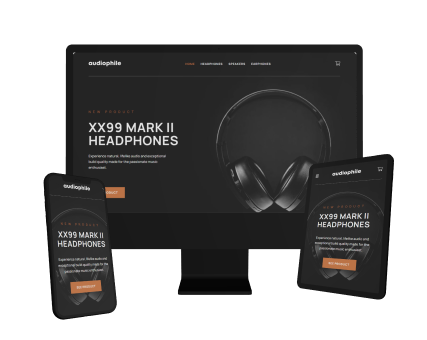 audiophile
HOME HEADPHONES SPEAKERS EARPHONES
NEW PRODUCT
XX99 MARK II
HEADPHONES
Experience natural, lifelike audio and exceptional
build quality made for the passionate music
enthusiast.
audiophile
NEW PRODUCT
XX99 MARK II
HEADPHONES
Experience natural, lifelike audio and
exceptional build quality made for the
passionate music enthusiast.
SEE PRODUCT
audiophile
NEW PRODUCT
XX99 MARK II
HEADPHONES
Experience natural, lifelike audio and
exceptional build quality made for the
passionate music enthusiast.
SEE PRODUCT